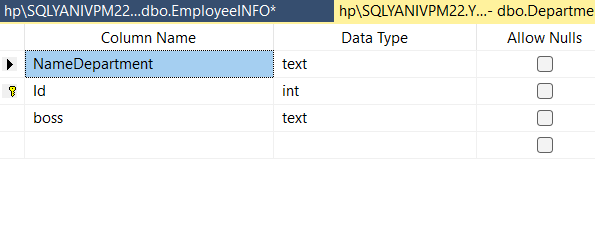 hp\SQLYANIVPM22...dbo.EmployeeINFO*
hp\SQLYANIVPM22.Y...- dbo.Departme
Column Name Data Type Allow Nulls
NameDepartment text
Id int
boss text